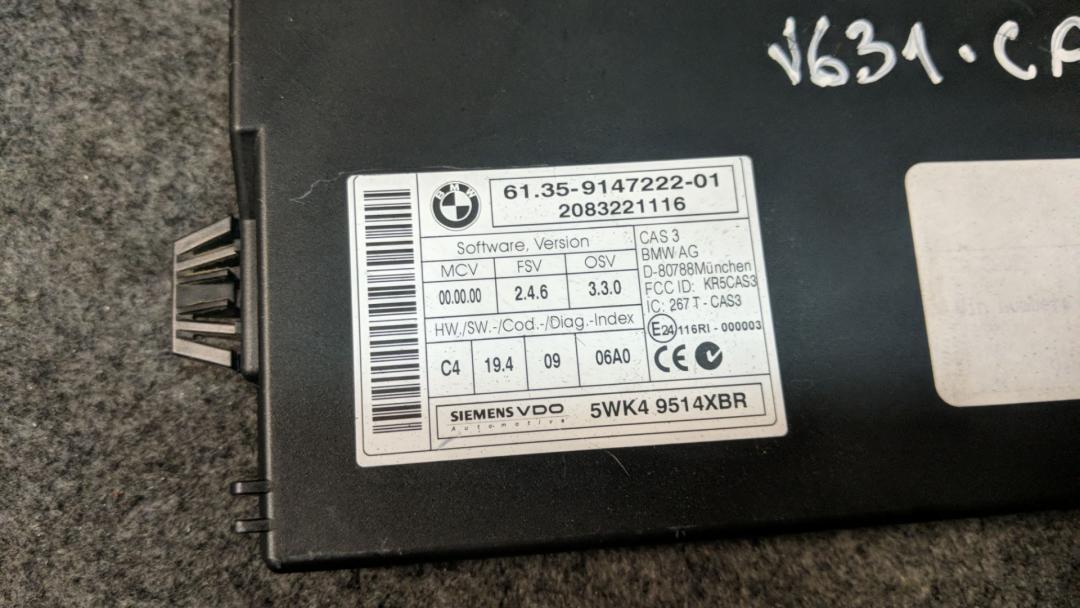 V631.CA
BMW
61.35-9147222-01
2083221116
Software, Version
MCV FSV OSV
00.00.00 2.4.6 3.3.0
HW./SW.-/Cod.-/Diag.-Index
C4 19.4 09 06A0
CAS 3
BMW AG
D-80788München
FCC ID: KR5CAS3
IC: 267 T - CAS3
E24 116RI - 000003
CE
SIEMENS VDO
Automotive
5WK4 9514XBR